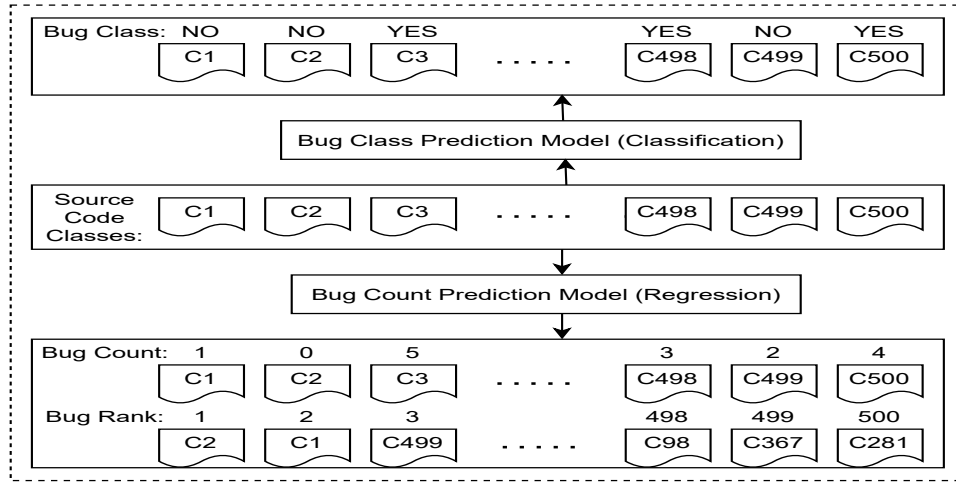 Bug Class: NO NO YES YES NO YES
C1 C2 C3 . . . . . C498 C499 C500
Bug Class Prediction Model (Classification)
Source
Code
Classes:
C1 C2 C3 . . . . . C498 C499 C500
Bug Count Prediction Model (Regression)
Bug Count: 1 0 5 3 2 4
C1 C2 C3 . . . . . C498 C499 C500
Bug Rank: 1 2 3 498 499 500
C2 C1 C499 . . . . . C98 C367 C281